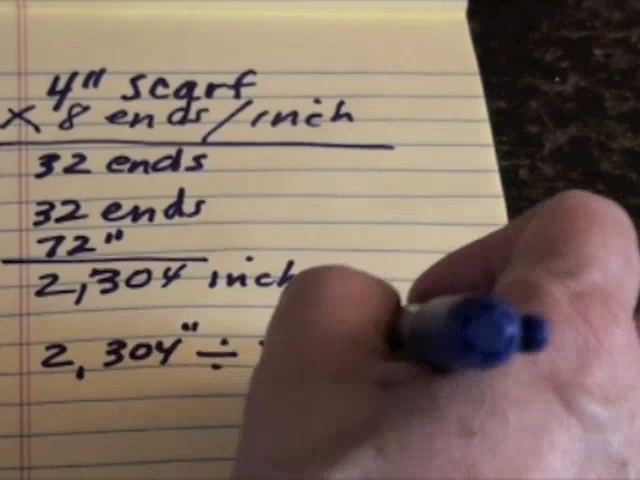 4" scarf
x 8 ends/inch
32 ends
32 ends
72"
2,304 inch
2,304" ÷